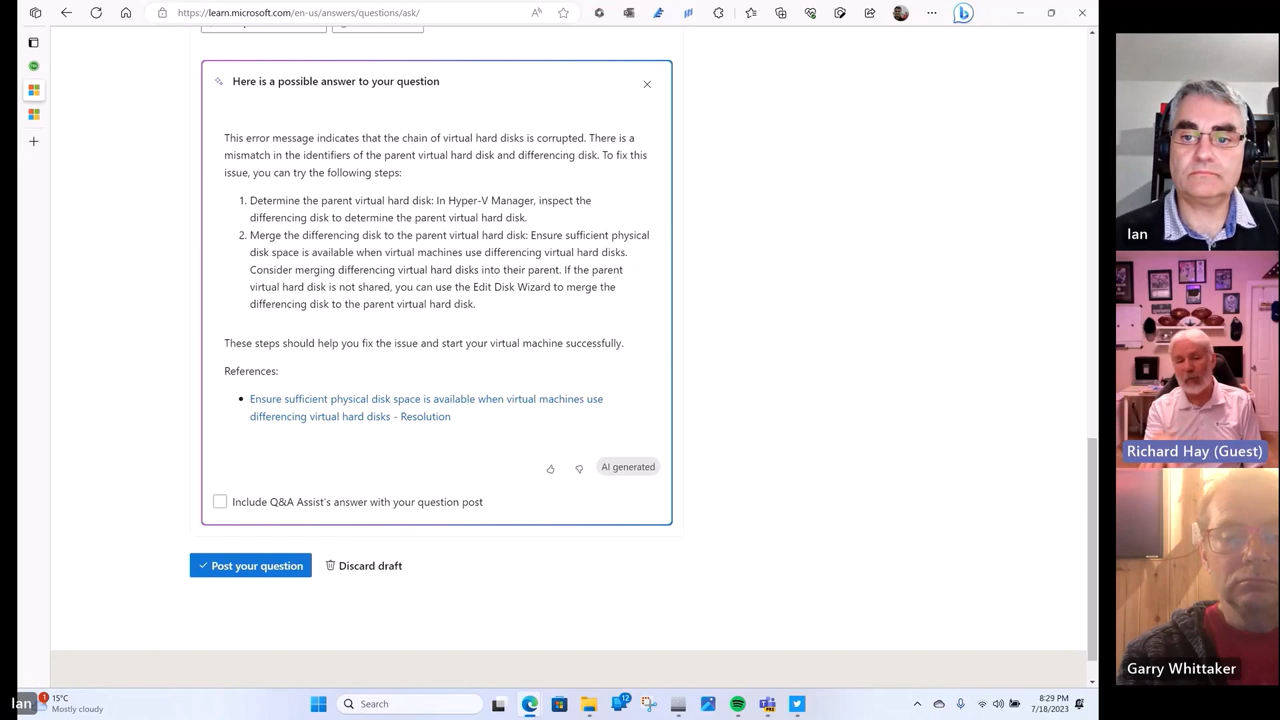 https://learn.microsoft.com/en-us/answers/questions/ask/
Here is a possible answer to your question
This error message indicates that the chain of virtual hard disks is corrupted. There is a
mismatch in the identifiers of the parent virtual hard disk and differencing disk. To fix this
issue, you can try the following steps:
1. Determine the parent virtual hard disk: In Hyper-V Manager, inspect the
differencing disk to determine the parent virtual hard disk.
2. Merge the differencing disk to the parent virtual hard disk: Ensure sufficient physical
disk space is available when virtual machines use differencing virtual hard disks.
Consider merging differencing virtual hard disks into their parent. If the parent
virtual hard disk is not shared, you can use the Edit Disk Wizard to merge the
differencing disk to the parent virtual hard disk.
These steps should help you fix the issue and start your virtual machine successfully.
References:
Ensure sufficient physical disk space is available when virtual machines use
differencing virtual hard disks - Resolution
AI generated
Include Q&A Assist's answer with your question post
Post your question
Discard draft
Ian
Richard Hay (Guest)
Garry Whittaker
Ian
1
15°C
Mostly cloudy
Search
12
8:29 PM
7/18/2023